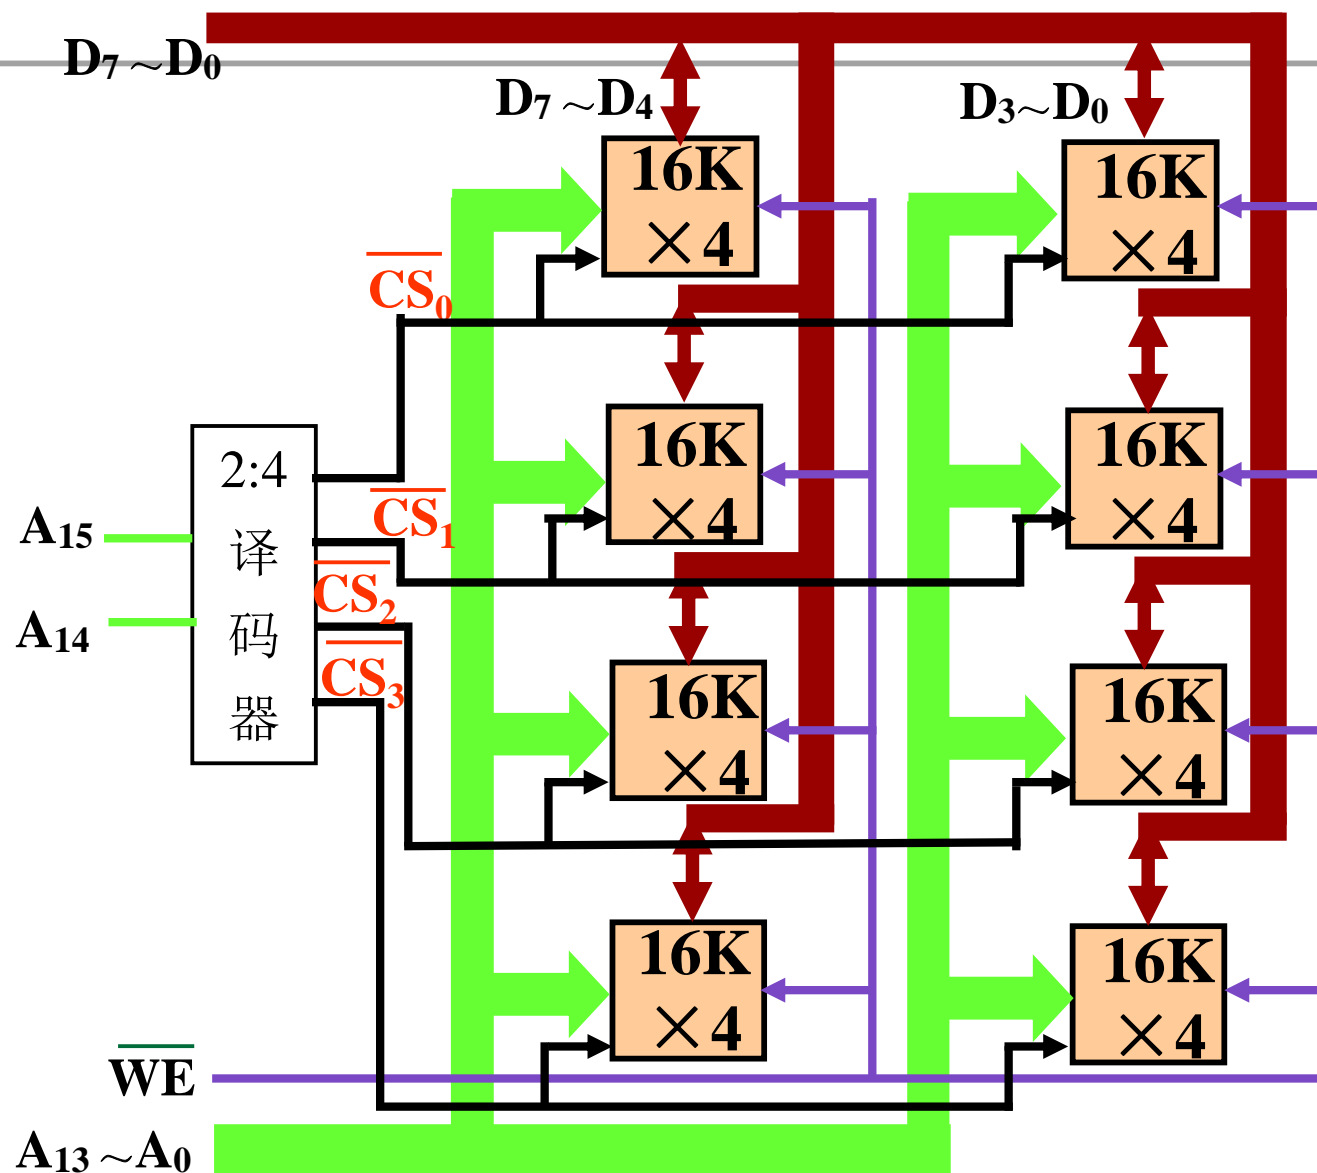 D7 ~D0
D7 ~D4
D3~D0
16K
×4
16K
×4
CS0
16K
×4
16K
×4
2:4
译
码
器
A15
A14
CS1
CS2
CS3
16K
×4
16K
×4
16K
×4
16K
×4
WE
A13 ~A0